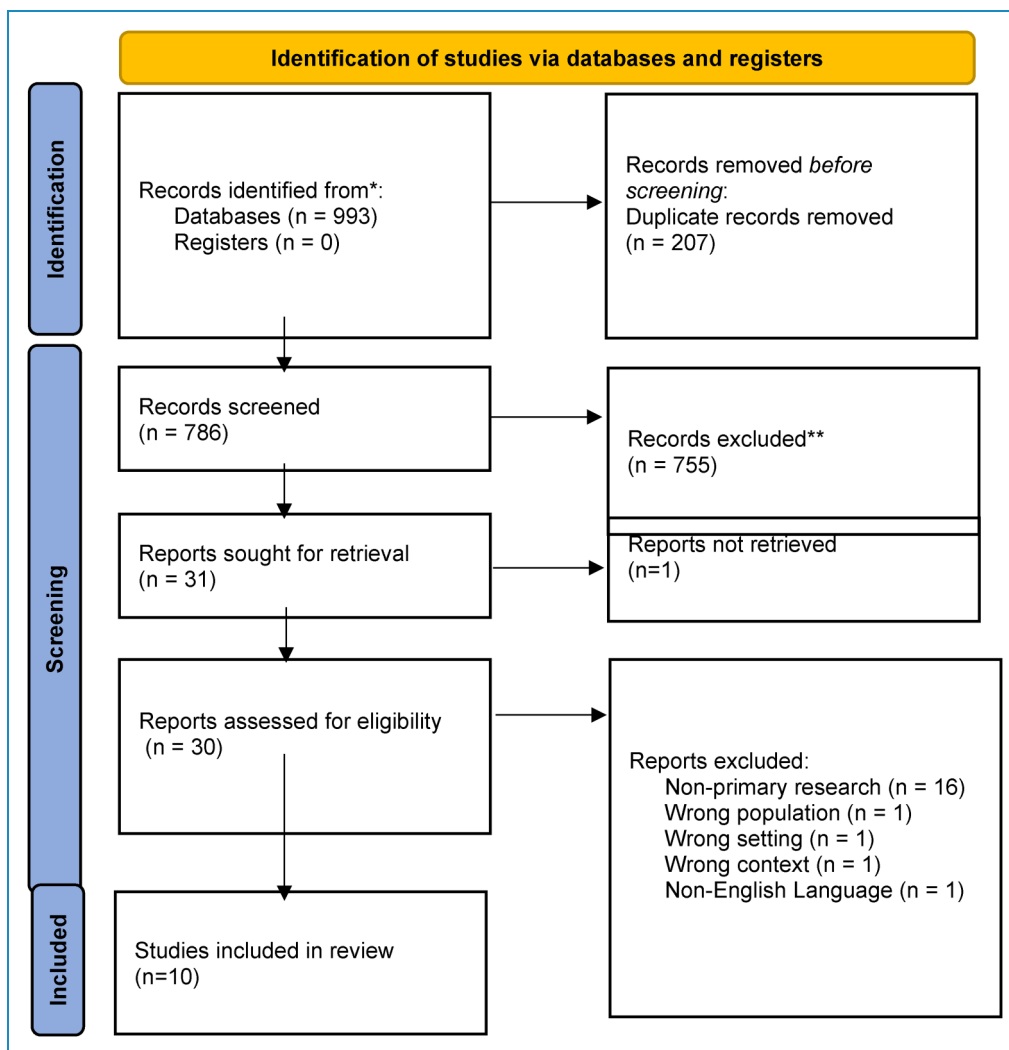 Identification of studies via databases and registers
Identification
Records identified from*:
Databases (n = 993)
Registers (n = 0)
Records removed before
screening:
Duplicate records removed
(n = 207)
Screening
Records screened
(n = 786)
Records excluded**
(n = 755)
Reports sought for retrieval
(n = 31)
Reports not retrieved
(n=1)
Reports assessed for eligibility
(n = 30)
Reports excluded:
Non-primary research (n = 16)
Wrong population (n = 1)
Wrong setting (n = 1)
Wrong context (n = 1)
Non-English Language (n = 1)
Included
Studies included in review
(n=10)